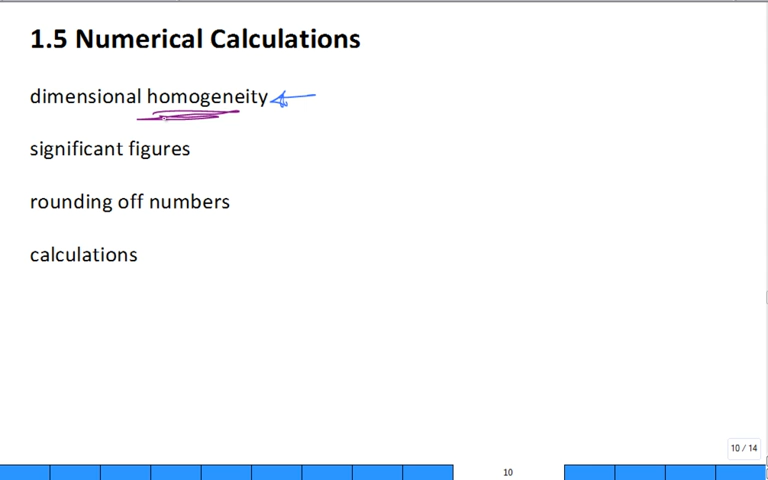 1.5 Numerical Calculations
dimensional homogeneity
significant figures
rounding off numbers
calculations
10 / 14
10